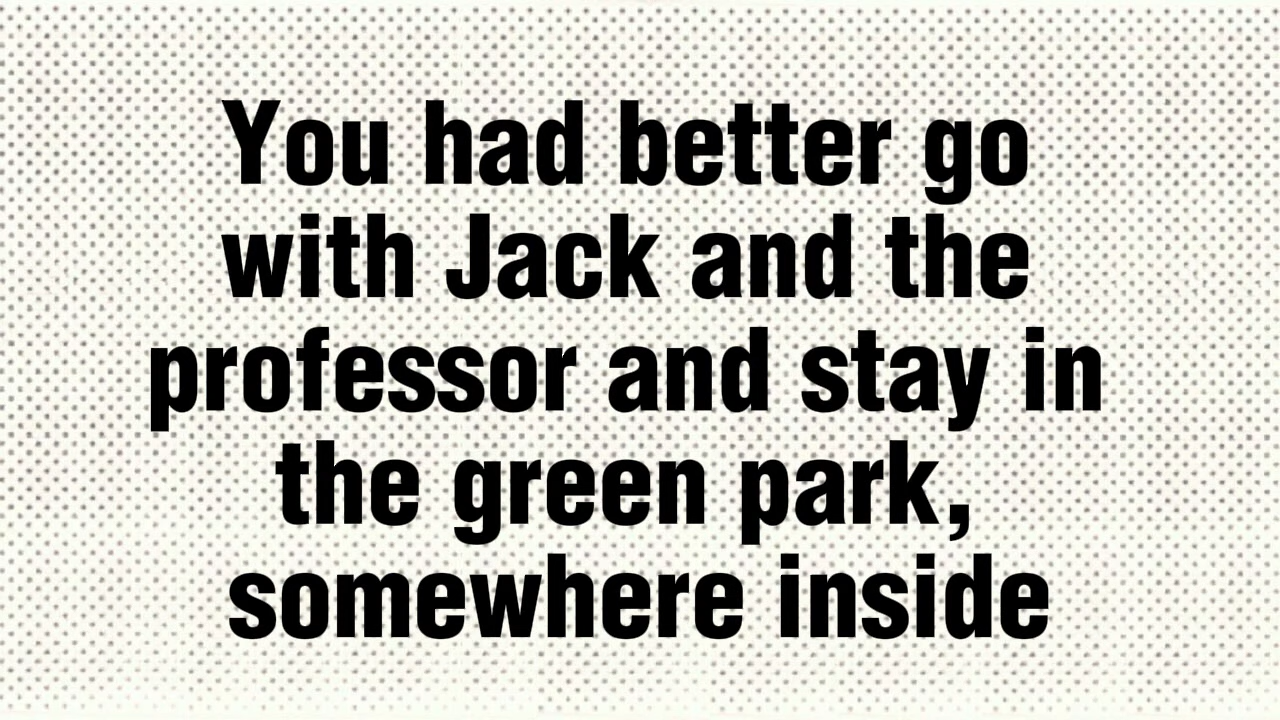 You had better go
with Jack and the
professor and stay in
the green park,
somewhere inside